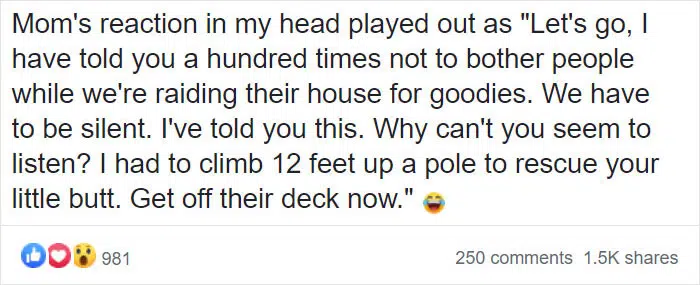 Mom's reaction in my head played out as "Let's go, I
have told you a hundred times not to bother people
while we're raiding their house for goodies. We have
to be silent. I've told you this. Why can't you seem to
listen? I had to climb 12 feet up a pole to rescue your
little butt. Get off their deck now." 😂
981 250 comments 1.5K shares